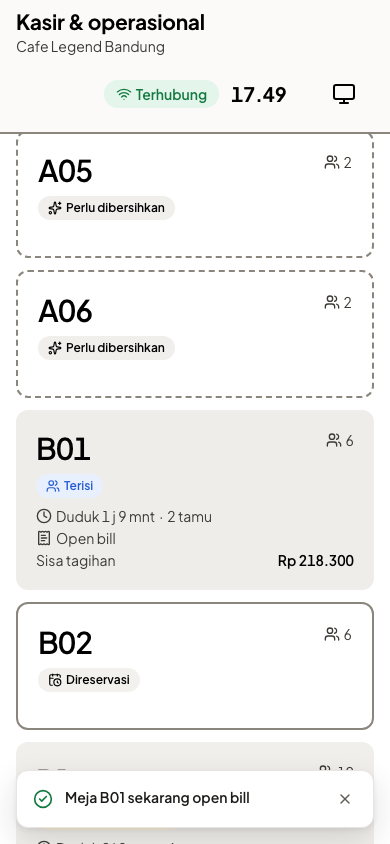 Kasir & operasional
Cafe Legend Bandung
Terhubung 17.49
A05 2
Perlu dibersihkan
A06 2
Perlu dibersihkan
B01 6
Terisi
Duduk 1 j 9 mnt · 2 tamu
Open bill
Sisa tagihan Rp 218.300
B02 6
Direservasi
Meja B01 sekarang open bill